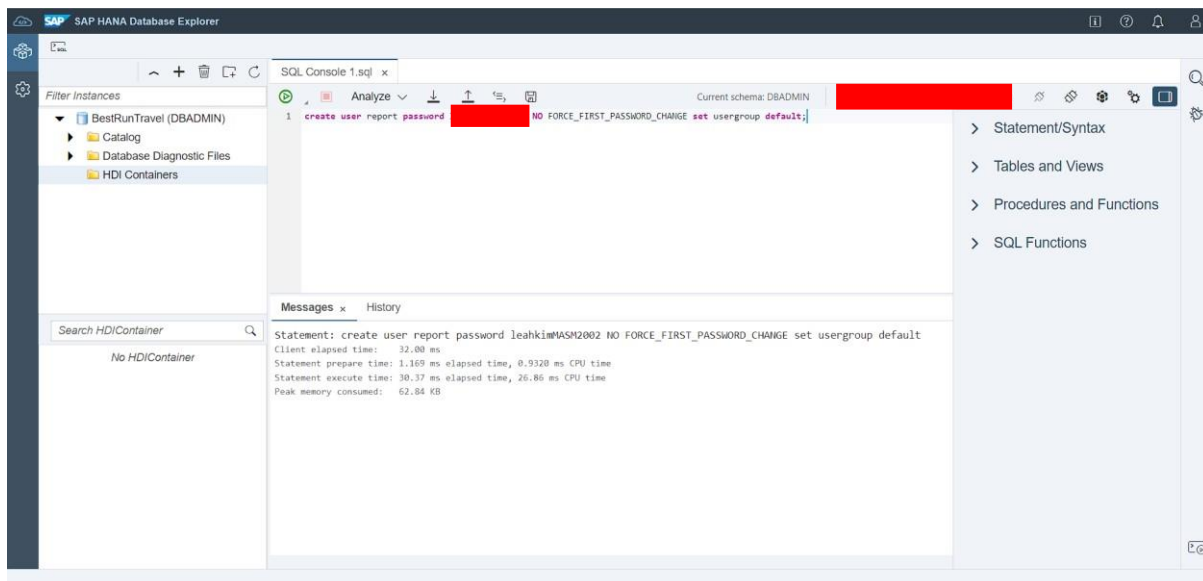 SAP SAP HANA Database Explorer
SQL Console 1.sql x
Filter Instances
Analyze
Current schema: DBADMIN
BestRunTravel (DBADMIN)
Catalog
Database Diagnostic Files
HDI Containers
1 create user report password NO FORCE_FIRST_PASSWORD_CHANGE set usergroup default;
Statement/Syntax
Tables and Views
Procedures and Functions
SQL Functions
Messages x History
Search HDIContainer
No HDIContainer
Statement: create user report password leahkimMASM2002 NO FORCE_FIRST_PASSWORD_CHANGE set usergroup default
Client elapsed time: 32.00 ms
Statement prepare time: 1.169 ms elapsed time, 0.9320 ms CPU time
Statement execute time: 30.37 ms elapsed time, 26.86 ms CPU time
Peak memory consumed: 62.84 KB